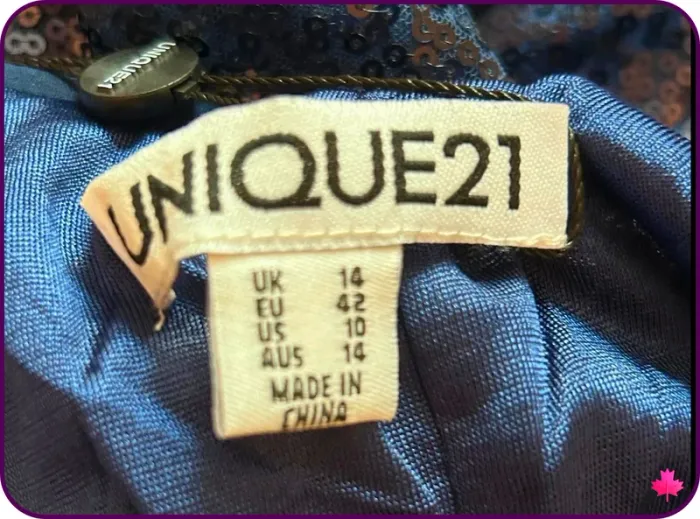 UNIQUE21
UNIQUE21
UK 14
EU 42
US 10
AUS 14
MADE IN
CHINA